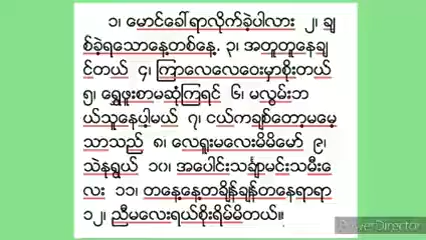 ၁၊ မောင်ခေါ်ရာလိုက်ခဲ့ပါလား ၂၊ ချ
စ်ခဲ့ရသောနေ့တစ်နေ့. ၃၊ အတူတူနေချ
င်တယ် ၄၊ ကြာလေလေဝေးမှာစိုးတယ်
၅၊ ရွှေဖူးစာမဆုံကြရင် ၆၊ မလွမ်းဘ
ယ်သူနေပါ့မယ် ၇၊ ငယ်ကချစ်တော့မမေ့
သာသည် ၈၊ လေရူးမလေးမိမိမော် ၉၊
သဲနုရွယ် ၁၀၊ အပေါင်းသင်္ချာမင်းသမီးလ
ေး ၁၁၊ တနေ့နေ့တချိန်ချိန်တနေရာရာ
၁၂၊ ညီမလေးရယ်စိုးရိမ်မိတယ်။
PowerDirector